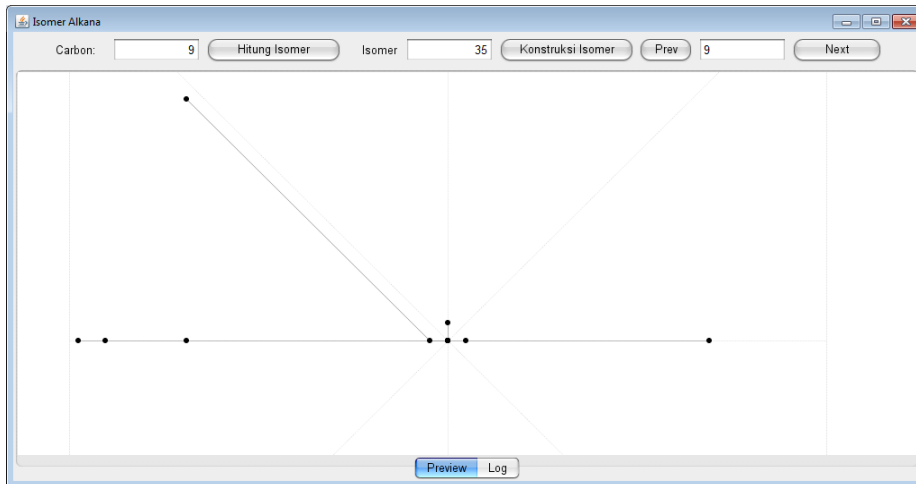 Isomer Alkana
Carbon: 9 Hitung Isomer Isomer 35 Konstruksi Isomer Prev 9 Next
Preview Log